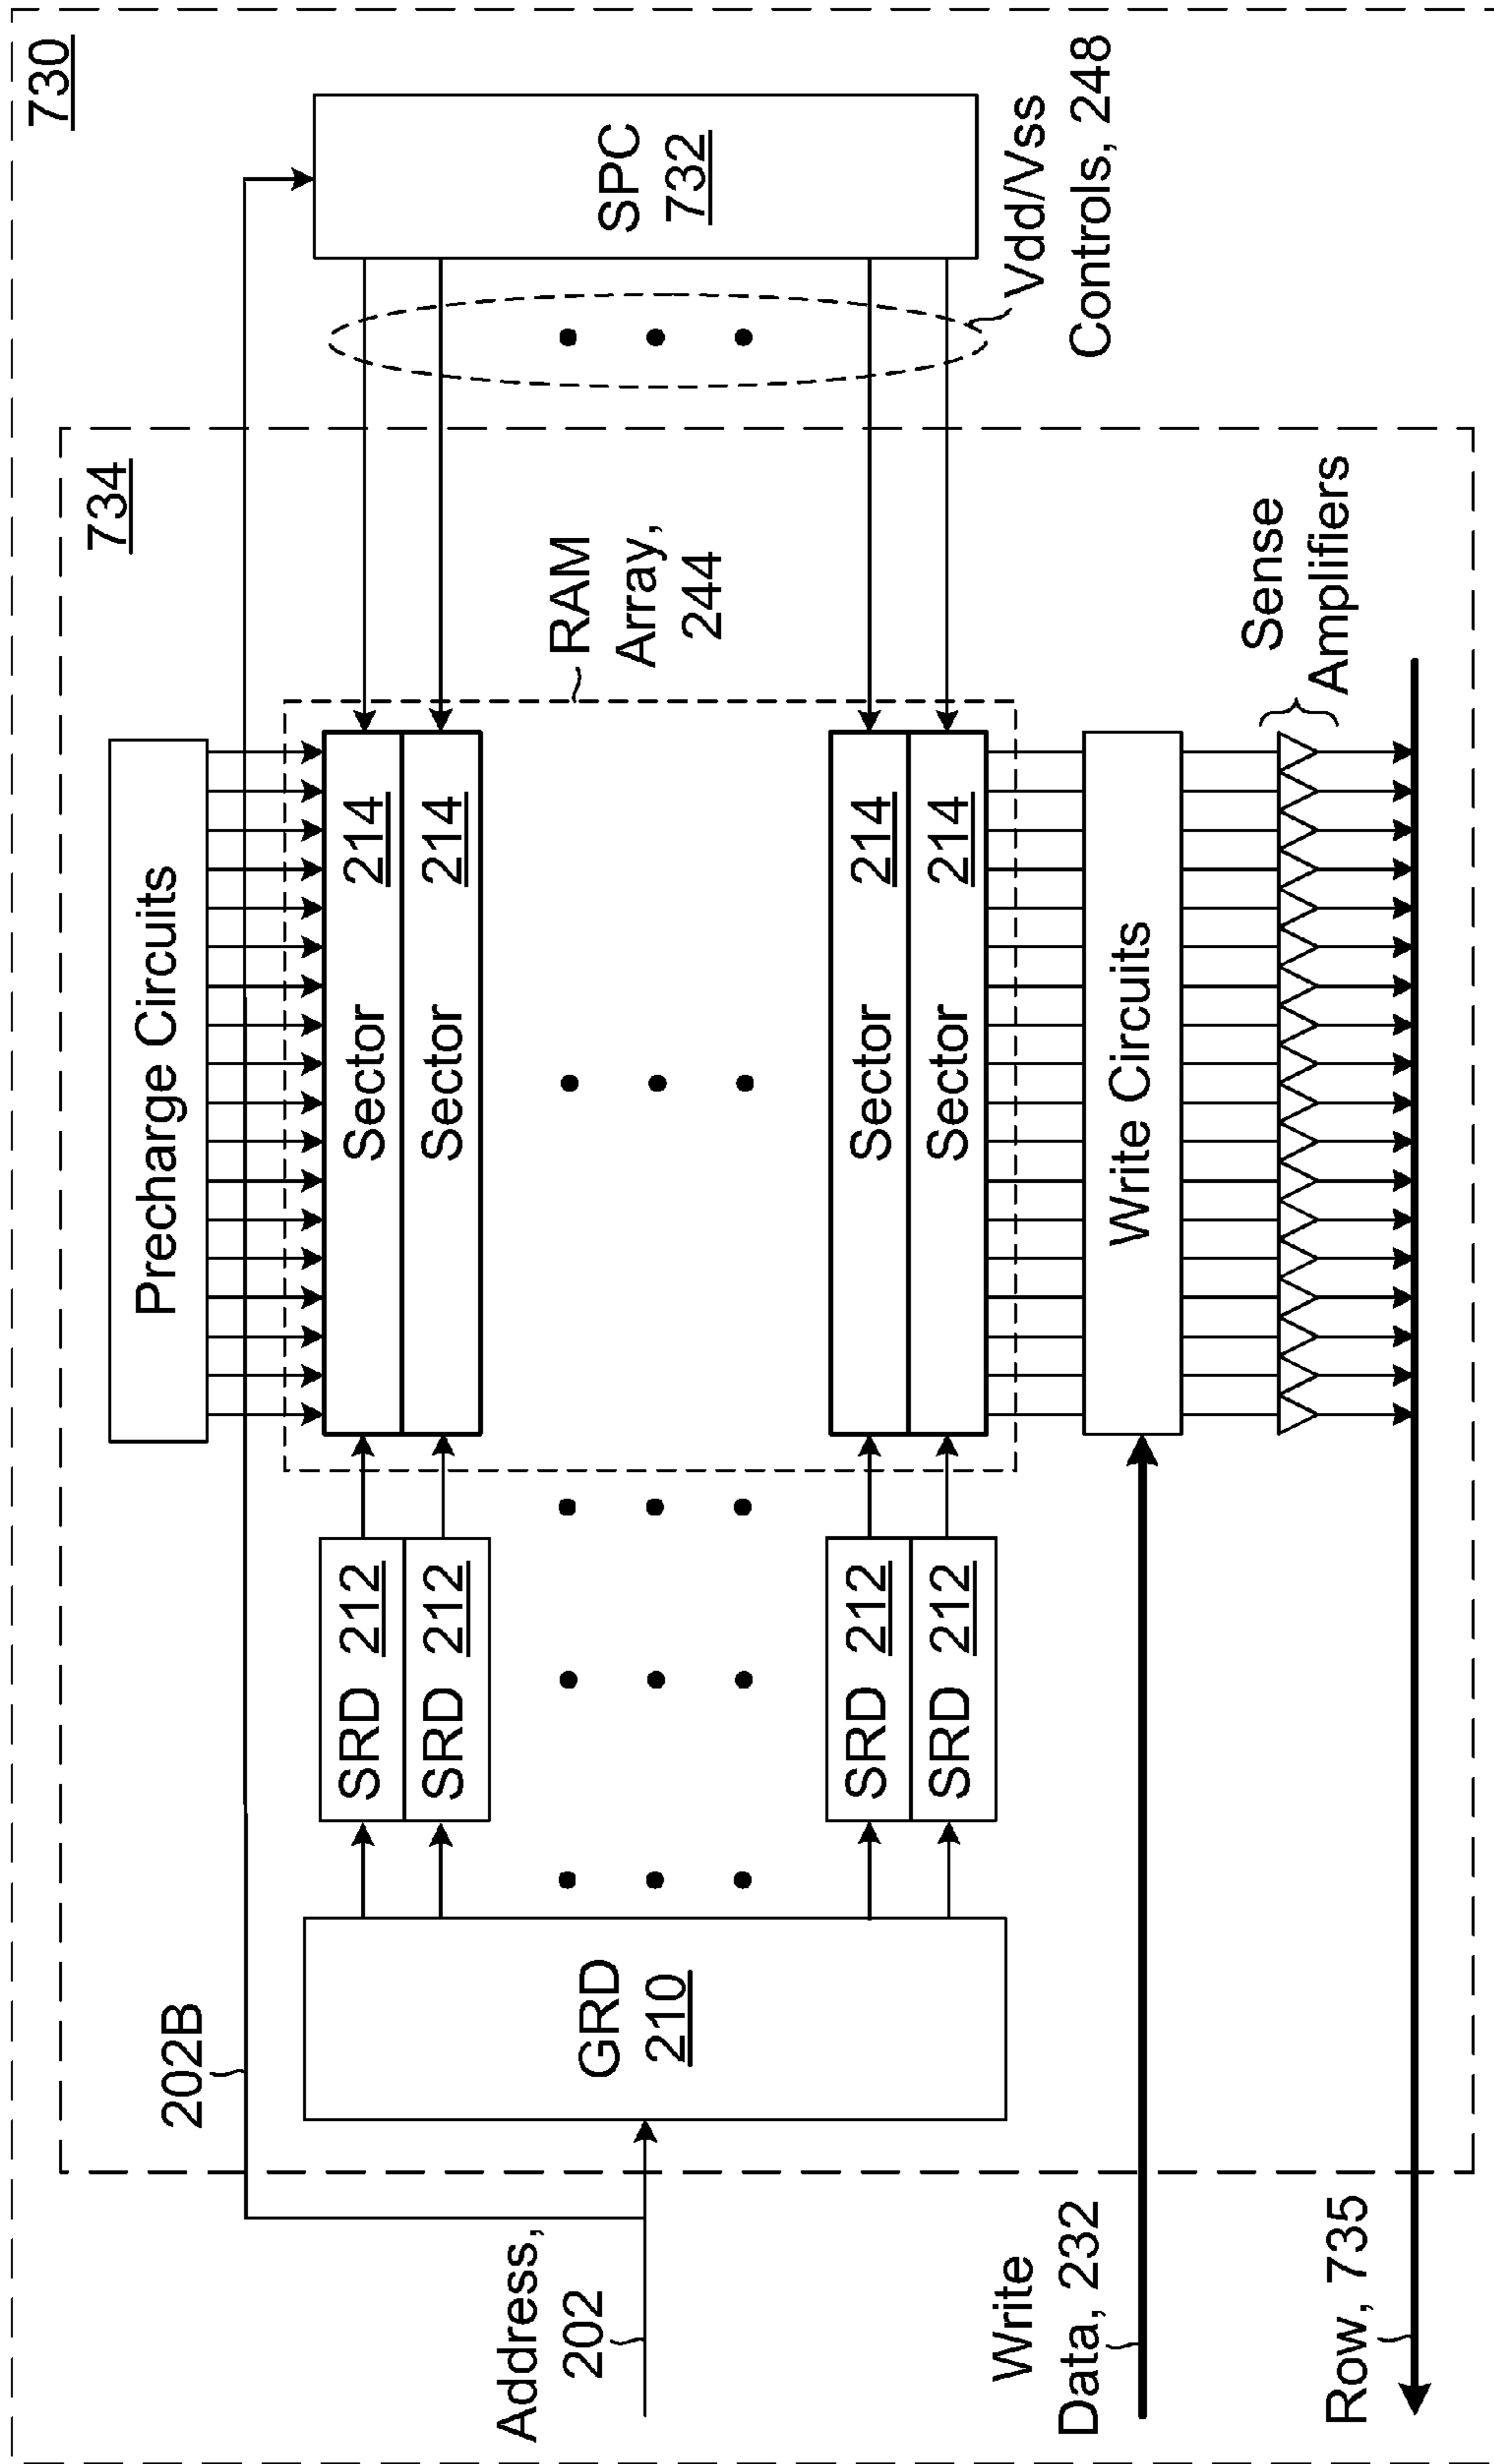 730
734
202B
Precharge Circuits
Address,
202
GRD
210
SRD 212
SRD 212
SRD 212
SRD 212
Sector 214
Sector 214
Sector 214
Sector 214
RAM
Array,
244
SPC
732
Vdd/Vss
Controls, 248
Write
Data, 232
Write Circuits
Sense
Amplifiers
Row, 735